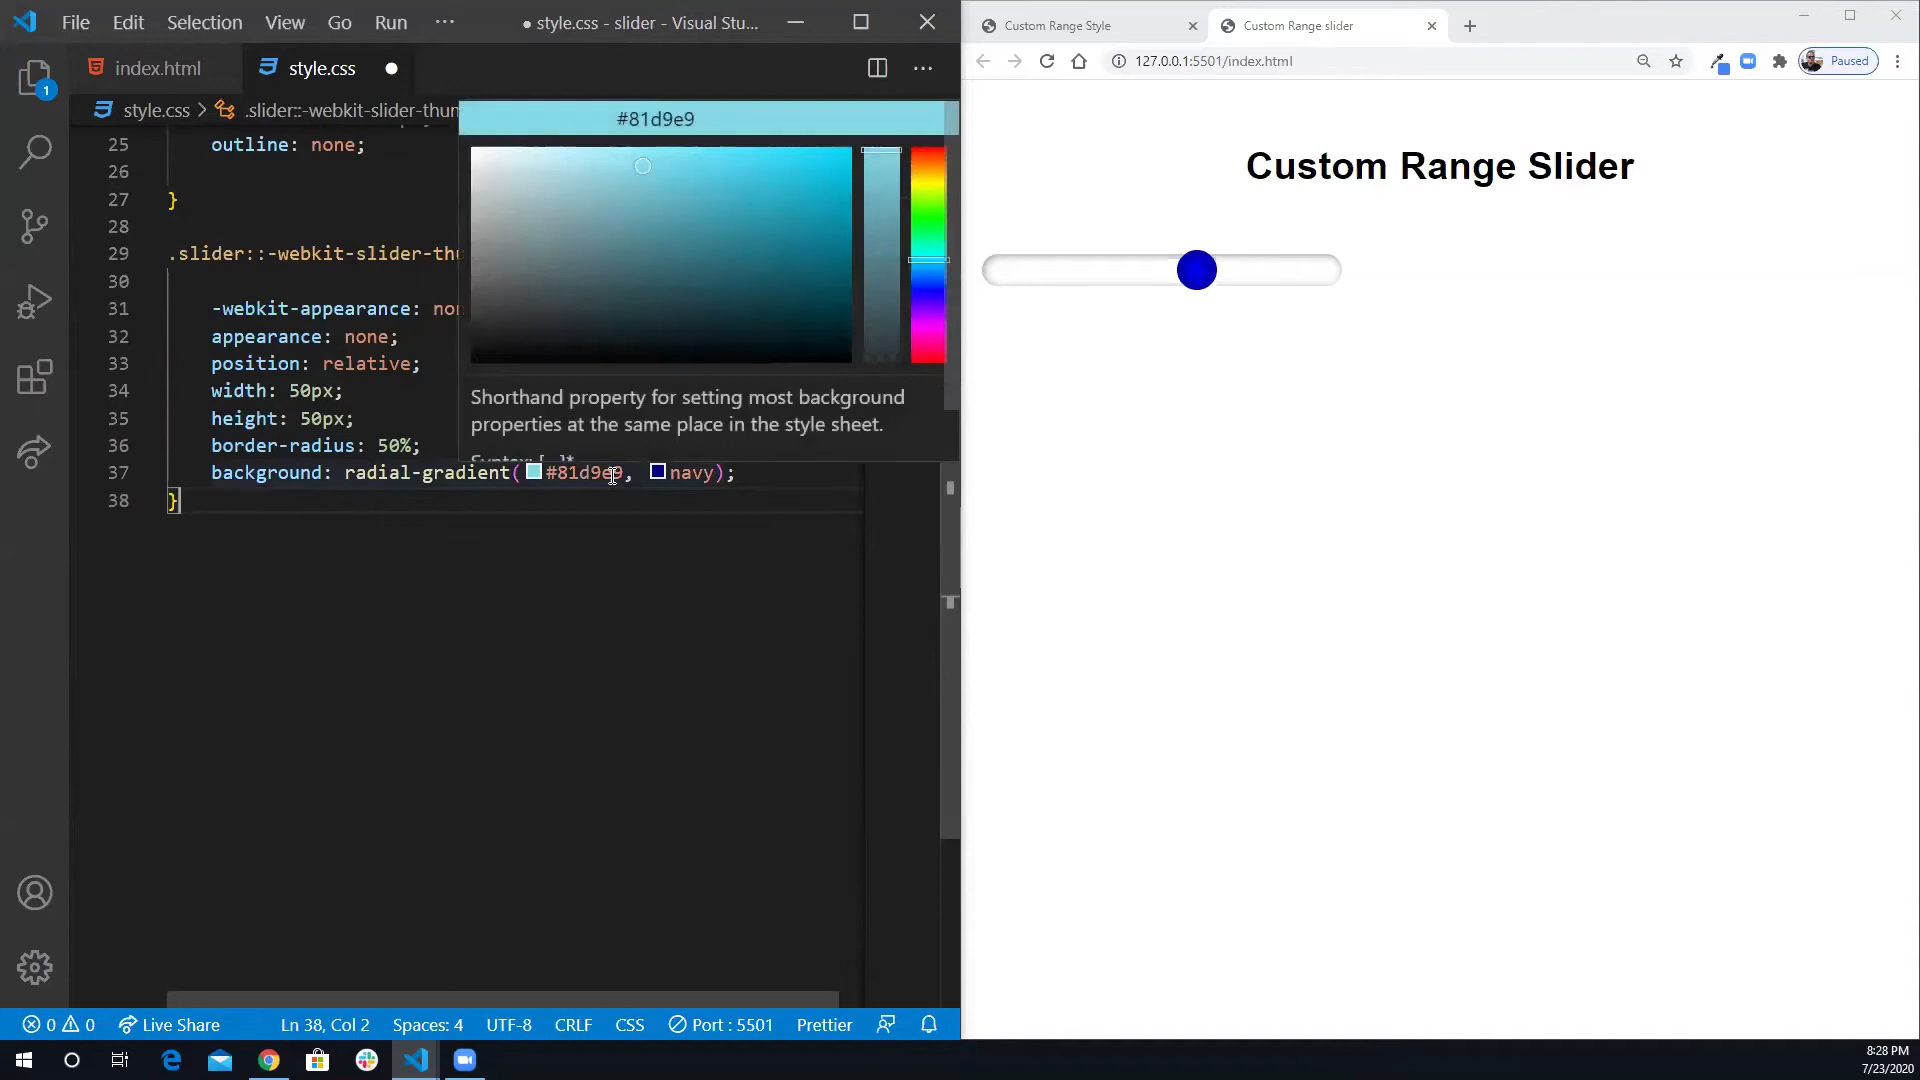 File Edit Selection View Go Run ··· ● style.css - slider - Visual Stu...
index.html style.css ●
style.css > .slider::-webkit-slider-thum
#81d9e9
25 outline: none;
26
27 }
28
29 .slider::-webkit-slider-thu
30
31 -webkit-appearance: non
32 appearance: none;
33 position: relative;
34 width: 50px;
35 height: 50px;
36 border-radius: 50%;
Shorthand property for setting most background
properties at the same place in the style sheet.
37 background: radial-gradient( #81d9e9, navy);
38 }
1
0 0 Live Share Ln 38, Col 2 Spaces: 4 UTF-8 CRLF CSS Port : 5501 Prettier
Custom Range Style Custom Range slider
127.0.0.1:5501/index.html Paused
Custom Range Slider
8:28 PM
7/23/2020